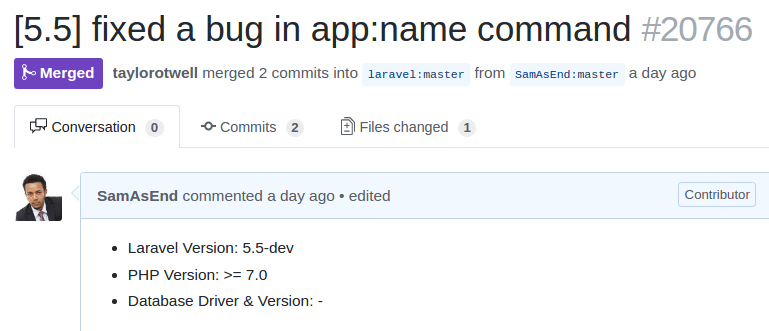 [5.5] fixed a bug in app:name command #20766
Merged taylorotwell merged 2 commits into laravel:master from SamAsEnd:master a day ago
Conversation 0 Commits 2 Files changed 1
SamAsEnd commented a day ago • edited Contributor
• Laravel Version: 5.5-dev
• PHP Version: >= 7.0
• Database Driver & Version: -